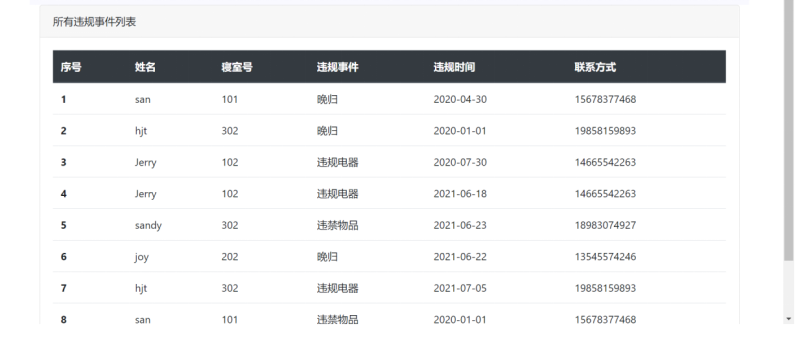 所有违规事件列表
序号 姓名 寝室号 违规事件 违规时间 联系方式
1 san 101 晚归 2020-04-30 15678377468
2 hjt 302 晚归 2020-01-01 19858159893
3 Jerry 102 违规电器 2020-07-30 14665542263
4 Jerry 102 违规电器 2021-06-18 14665542263
5 sandy 302 违禁物品 2021-06-23 18983074927
6 joy 202 晚归 2021-06-22 13545574246
7 hjt 302 违规电器 2021-07-05 19858159893
8 san 101 违禁物品 2020-01-01 15678377468